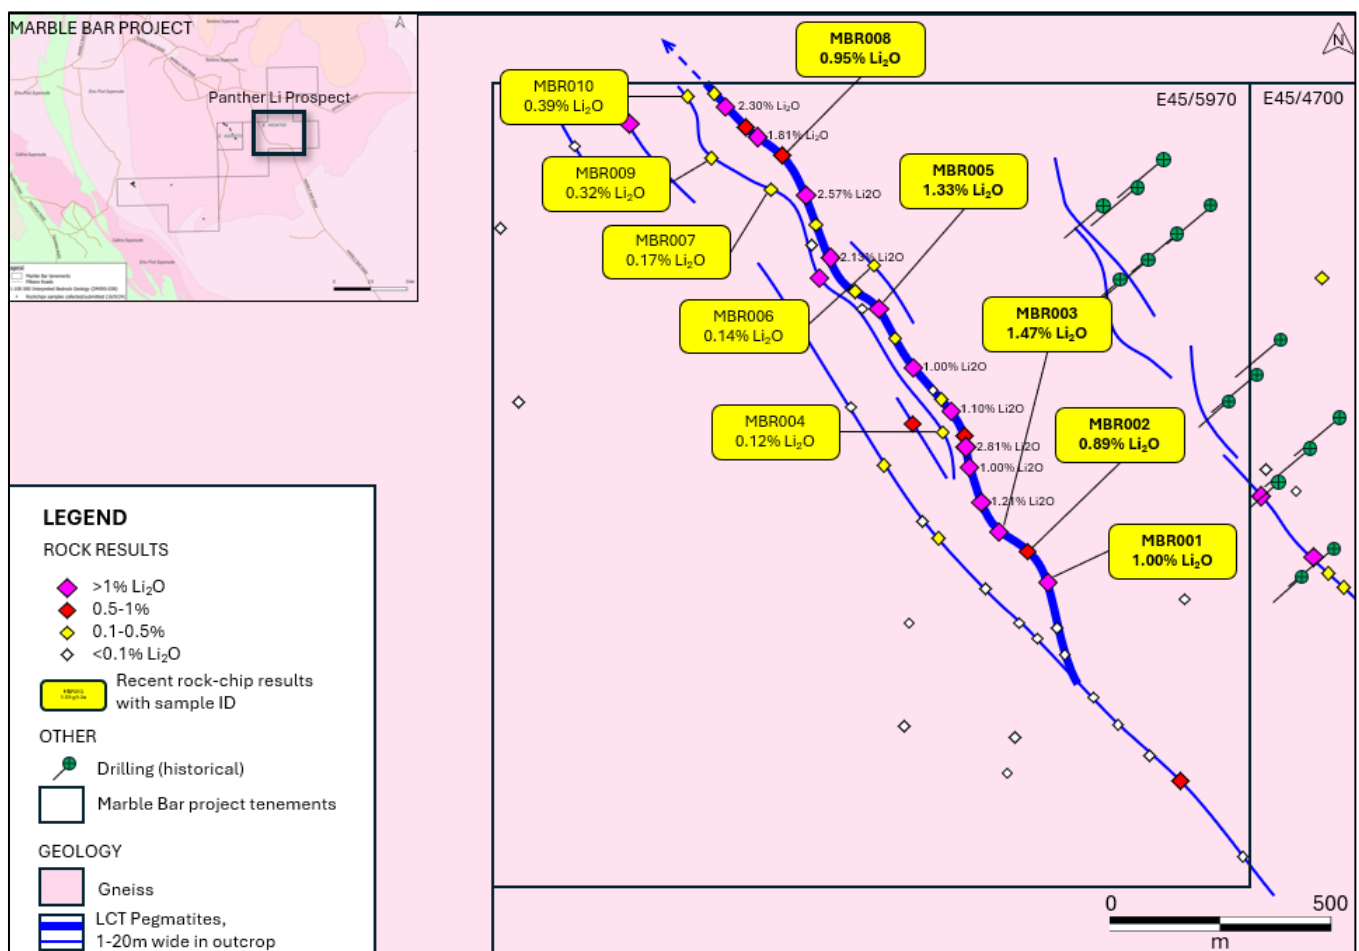 MARBLE BAR PROJECT
Panther Li Prospect
N
E45/5970
E45/4700
MBR008
0.95% Li₂O
MBR010
0.39% Li₂O
2.30% Li₂O
1.81% Li₂O
MBR009
0.32% Li₂O
MBR005
1.33% Li₂O
2.57% Li2O
MBR007
0.17% Li₂O
2.13% Li2O
MBR006
0.14% Li₂O
MBR003
1.47% Li₂O
1.00% Li2O
1.10% Li2O
MBR004
0.12% Li₂O
MBR002
0.89% Li₂O
2.81% Li2O
1.00% Li2O
1.21% Li2O
MBR001
1.00% Li₂O
LEGEND
ROCK RESULTS
>1% Li₂O
0.5-1%
0.1-0.5%
<0.1% Li₂O
Recent rock-chip results
with sample ID
OTHER
Drilling (historical)
Marble Bar project tenements
GEOLOGY
Gneiss
LCT Pegmatites,
1-20m wide in outcrop
0 500
m